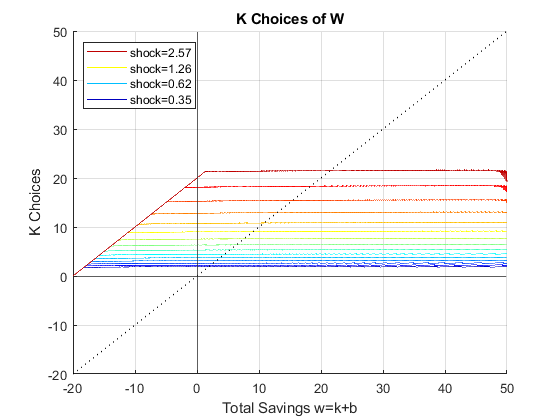 K Choices of W
50
40
30
20
10
0
-10
-20
K Choices
shock=2.57
shock=1.26
shock=0.62
shock=0.35
-20 -10 0 10 20 30 40 50
Total Savings w=k+b